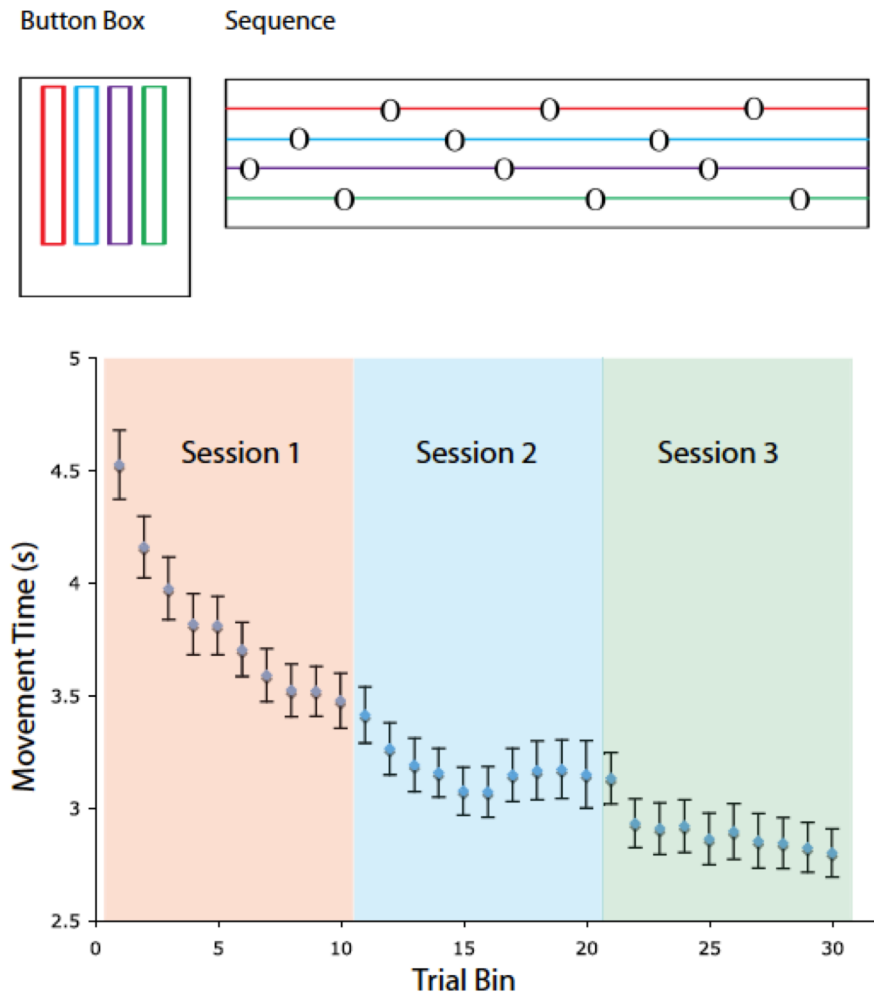 Button Box
Sequence
O O O
O O O
O O O
O O O
5
4.5
4
3.5
3
2.5
Movement Time (s)
Session 1
Session 2
Session 3
0 5 10 15 20 25 30
Trial Bin